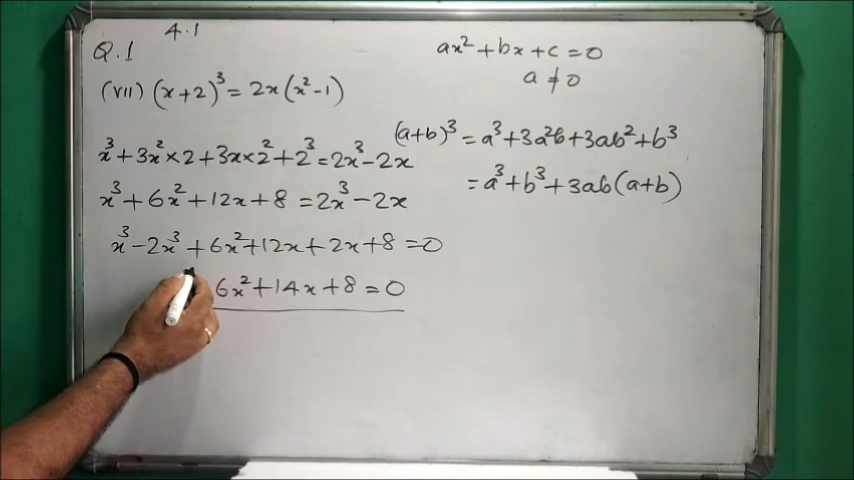 4.1
Q.1
ax² + bx + c = 0
a ≠ 0
(VII) (x+2)³ = 2x(x²-1)
(a+b)³ = a³+3a²b+3ab²+b³
= a³+b³+3ab(a+b)
x³+3x²×2+3x×2²+2³=2x³-2x
x³+6x²+12x+8=2x³-2x
x³-2x³+6x²+12x+2x+8=0
6x²+14x+8=0